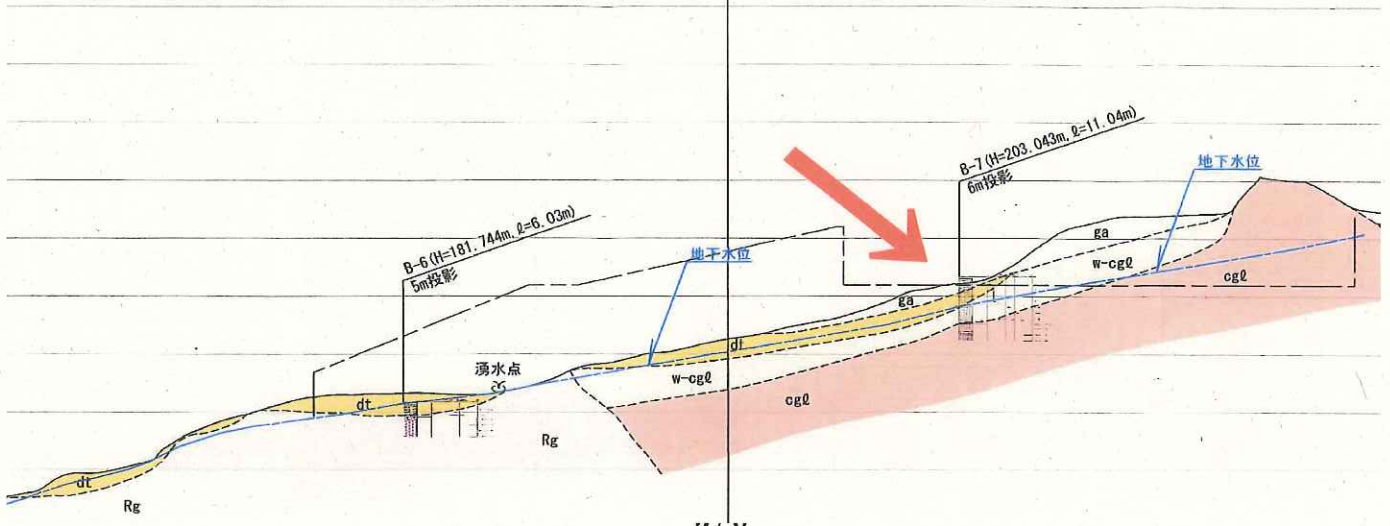 B-7(H=203.043m,ℓ=11.04m)
6m投影
地下水位
B-6(H=181.744m,ℓ=6.03m)
5m投影
地下水位
ga
w-cgℓ
cgℓ
ga
湧水点
dt
w-cgℓ
dt
cgℓ
Rg
dt
Rg